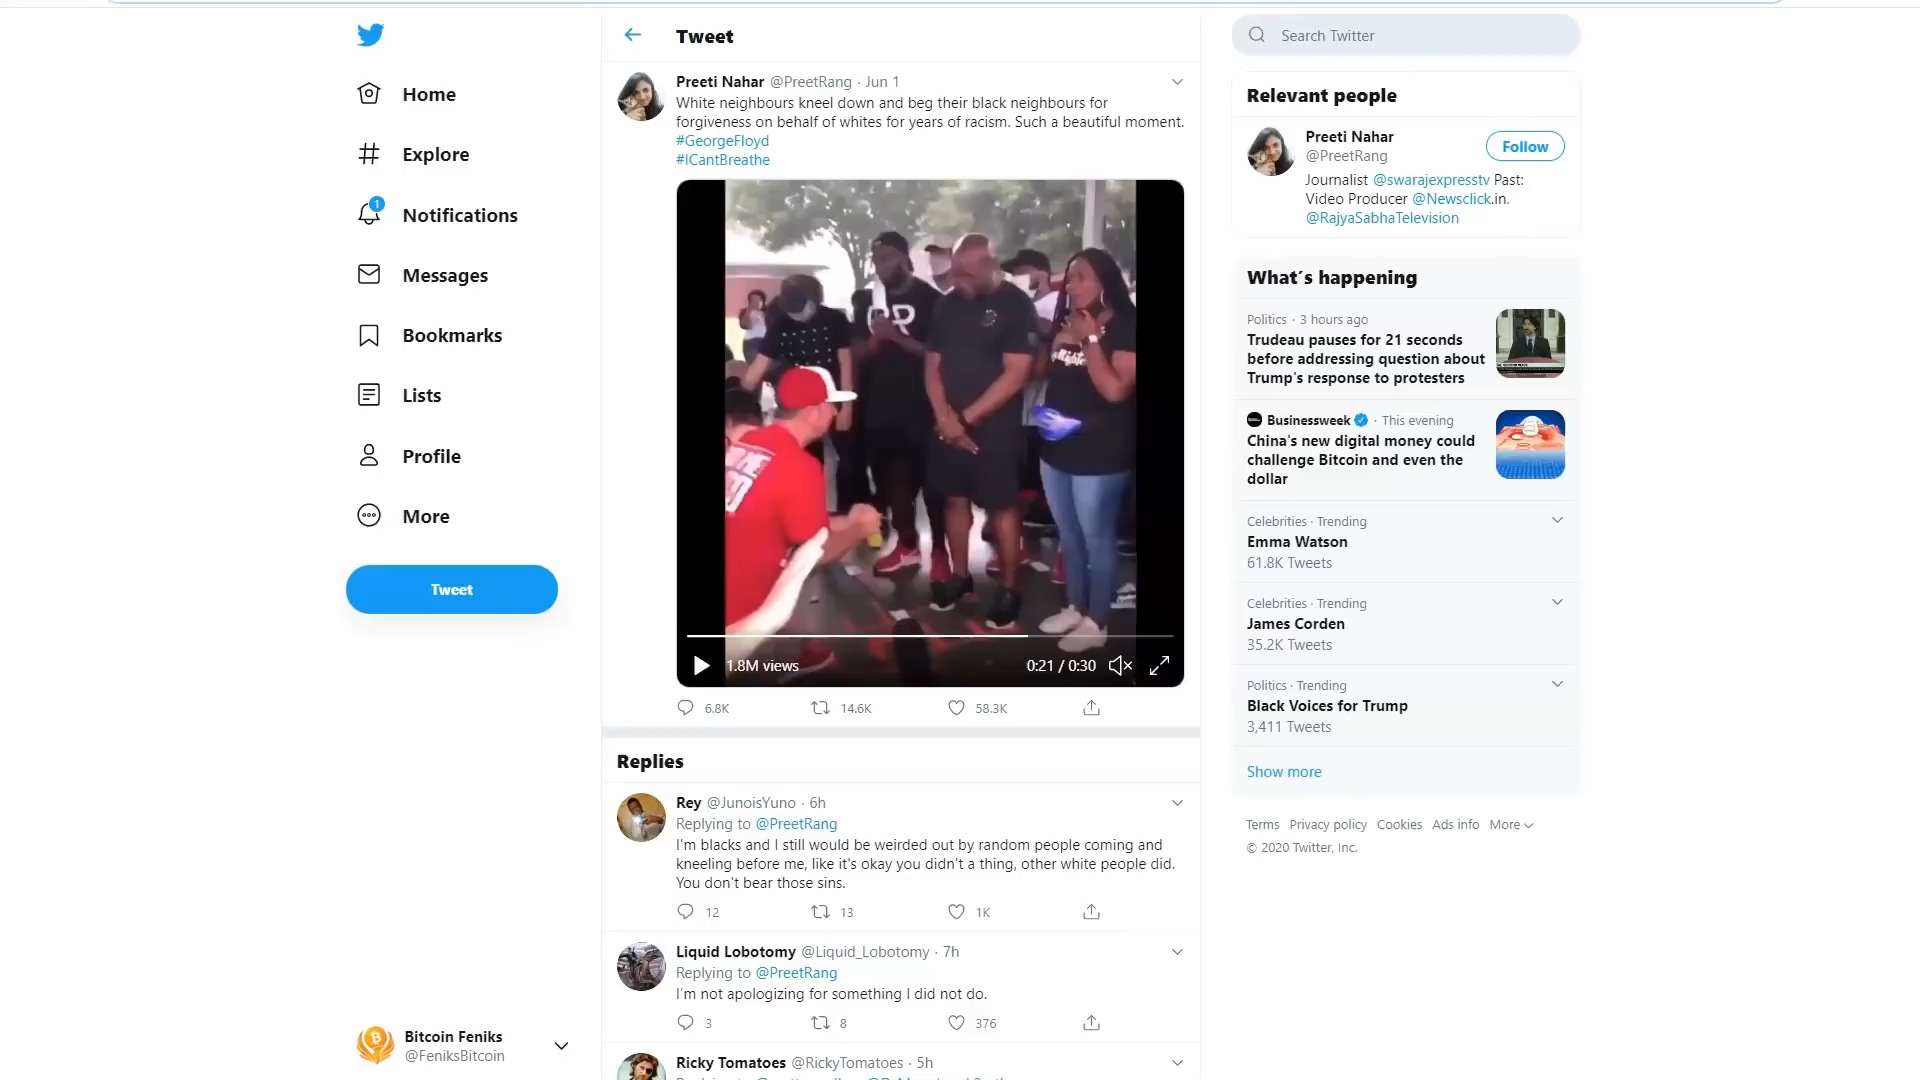 Home
Explore
1
Notifications
Messages
Bookmarks
Lists
Profile
More
Tweet
Bitcoin Feniks
@FeniksBitcoin
Tweet
Preeti Nahar @PreetRang · Jun 1
White neighbours kneel down and beg their black neighbours for
forgiveness on behalf of whites for years of racism. Such a beautiful moment.
#GeorgeFloyd
#ICantBreathe
1.8M views
0:21 / 0:30
6.8K 14.6K 58.3K
Replies
Rey @JunoisYuno · 6h
Replying to @PreetRang
I'm blacks and I still would be weirded out by random people coming and
kneeling before me, like it's okay you didn't a thing, other white people did.
You don't bear those sins.
12 13 1K
Liquid Lobotomy @Liquid_Lobotomy · 7h
Replying to @PreetRang
I'm not apologizing for something I did not do.
3 8 376
Ricky Tomatoes @RickyTomatoes · 5h
Search Twitter
Relevant people
Preeti Nahar
@PreetRang
Follow
Journalist @swarajexpresstv Past:
Video Producer @Newsclick.in.
@RajyaSabhaTelevision
What's happening
Politics · 3 hours ago
Trudeau pauses for 21 seconds
before addressing question about
Trump's response to protesters
Businessweek · This evening
China's new digital money could
challenge Bitcoin and even the
dollar
Celebrities · Trending
Emma Watson
61.8K Tweets
Celebrities · Trending
James Corden
35.2K Tweets
Politics · Trending
Black Voices for Trump
3,411 Tweets
Show more
Terms Privacy policy Cookies Ads info More
© 2020 Twitter, Inc.